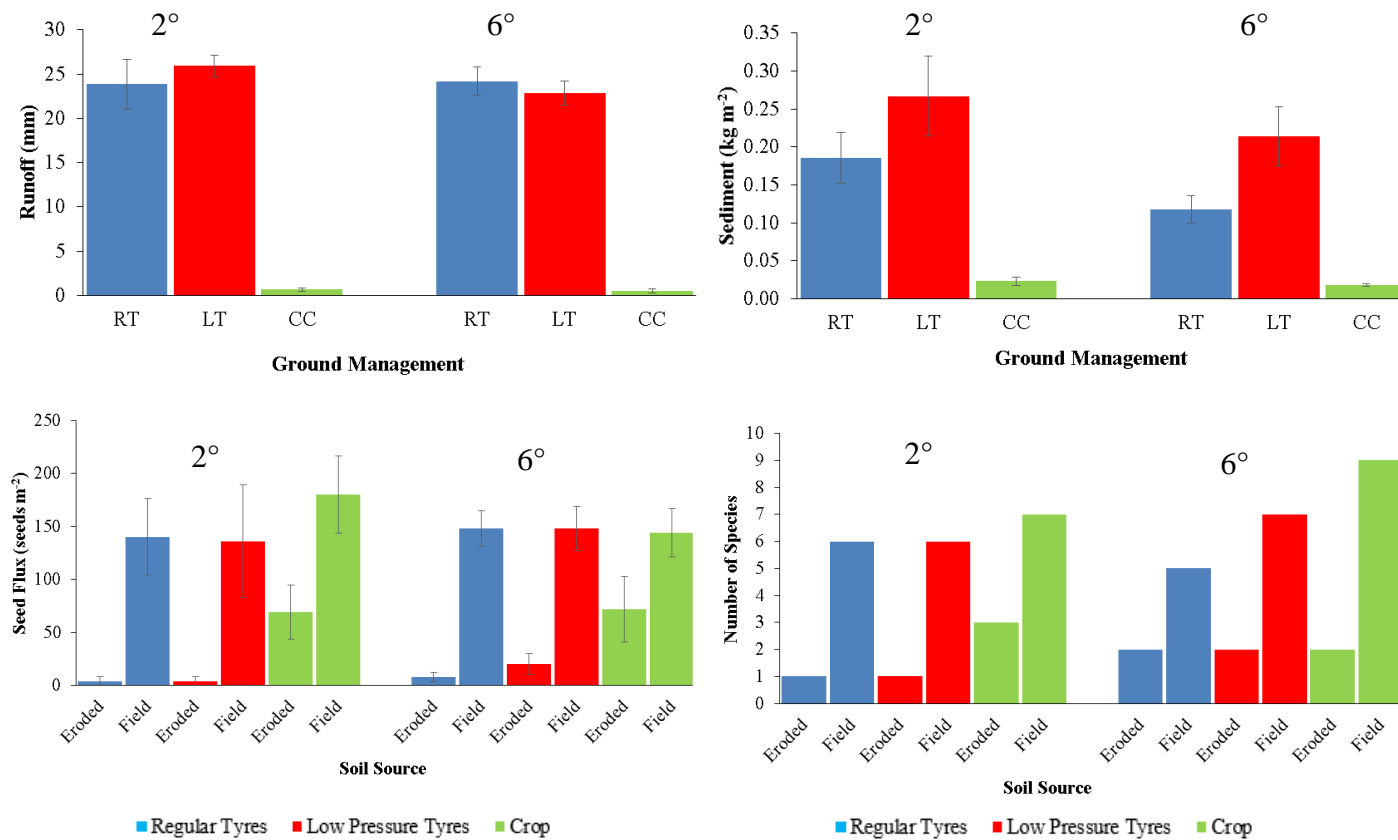 2°
6°
30
25
20
15
10
5
0
Runoff (mm)
RT LT CC RT LT CC
Ground Management
2°
6°
0.35
0.30
0.25
0.20
0.15
0.10
0.05
0.00
Sediment (kg m-2)
RT LT CC RT LT CC
Ground Management
2°
6°
250
200
150
100
50
0
Seed Flux (seeds m-2)
Eroded Field Eroded Field Eroded Field Eroded Field Eroded Field Eroded Field
Soil Source
2°
6°
10
9
8
7
6
5
4
3
2
1
0
Number of Species
Eroded Field Eroded Field Eroded Field Eroded Field Eroded Field Eroded Field
Soil Source
Regular Tyres Low Pressure Tyres Crop
Regular Tyres Low Pressure Tyres Crop